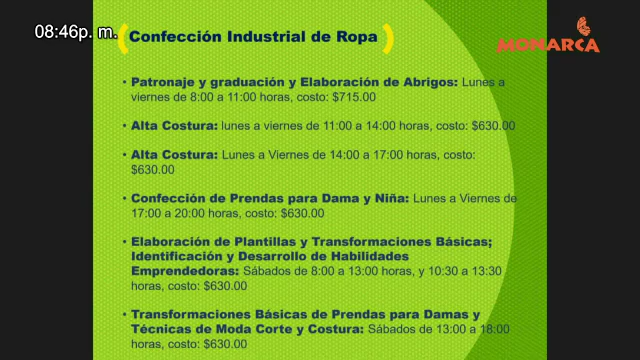 08:46p. m.
Confección Industrial de Ropa
MONARCA
• Patronaje y graduación y Elaboración de Abrigos: Lunes a
viernes de 8:00 a 11:00 horas, costo: $715.00
• Alta Costura: lunes a viernes de 11:00 a 14:00 horas, costo: $630.00
• Alta Costura: Lunes a Viernes de 14:00 a 17:00 horas, costo:
$630.00
• Confección de Prendas para Dama y Niña: Lunes a Viernes de
17:00 a 20:00 horas, costo: $630.00
• Elaboración de Plantillas y Transformaciones Básicas;
Identificación y Desarrollo de Habilidades
Emprendedoras: Sábados de 8:00 a 13:00 horas, y 10:30 a 13:30
horas, costo: $630.00
• Transformaciones Básicas de Prendas para Damas y
Técnicas de Moda Corte y Costura: Sábados de 13:00 a 18:00
horas, costo: $630.00